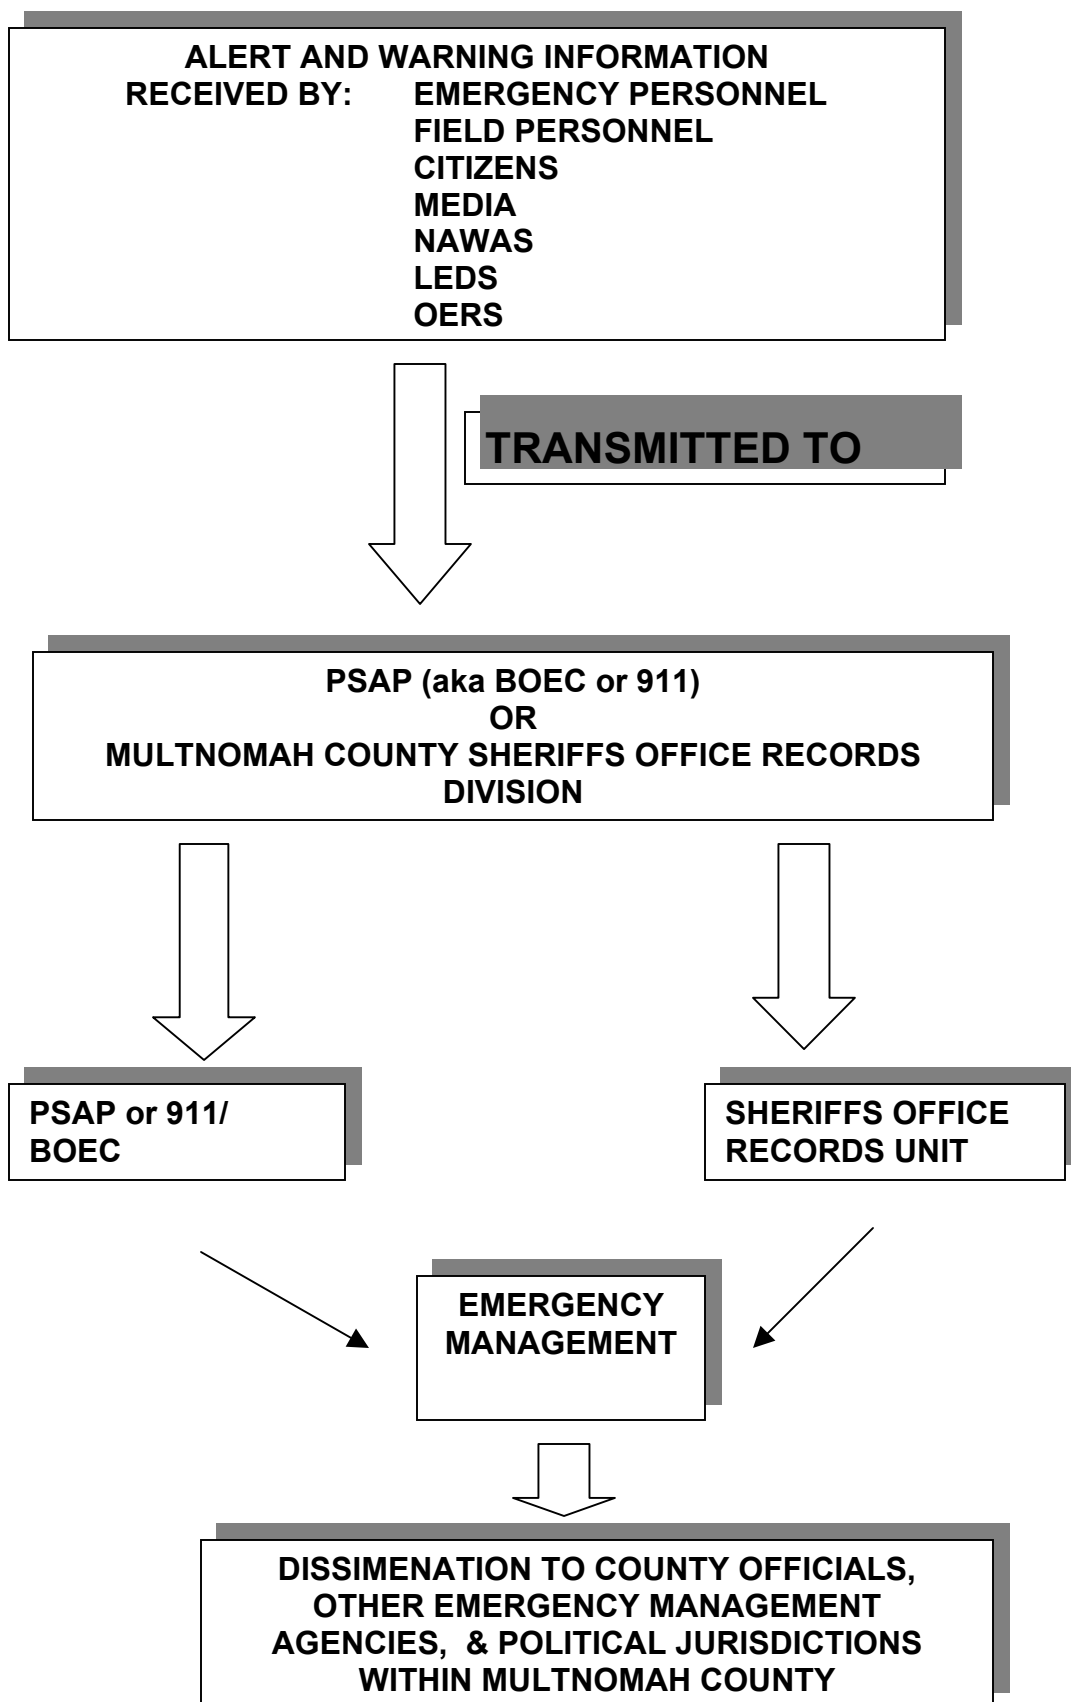 ALERT AND WARNING INFORMATION
RECEIVED BY: EMERGENCY PERSONNEL
FIELD PERSONNEL
CITIZENS
MEDIA
NAWAS
LEDS
OERS
TRANSMITTED TO
PSAP (aka BOEC or 911)
OR
MULTNOMAH COUNTY SHERIFFS OFFICE RECORDS
DIVISION
PSAP or 911/
BOEC
SHERIFFS OFFICE
RECORDS UNIT
EMERGENCY
MANAGEMENT
DISSIMENATION TO COUNTY OFFICIALS,
OTHER EMERGENCY MANAGEMENT
AGENCIES, & POLITICAL JURISDICTIONS
WITHIN MULTNOMAH COUNTY